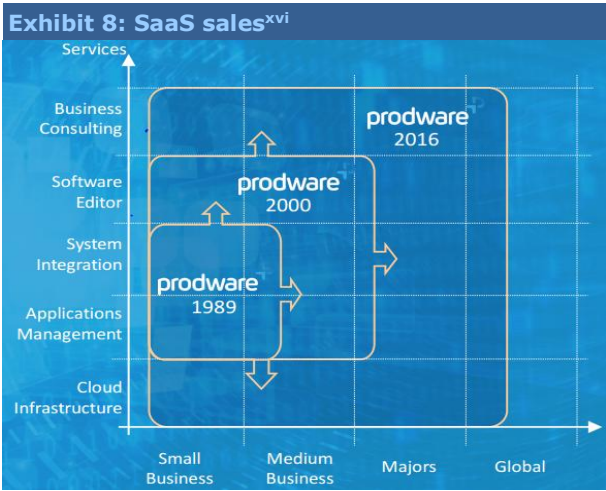 Exhibit 8: SaaS salesxvi
Services
Business
Consulting
prodware
2016
Software
Editor
prodware
2000
System
Integration
prodware
1989
Applications
Management
Cloud
Infrastructure
Small
Business
Medium
Business
Majors
Global